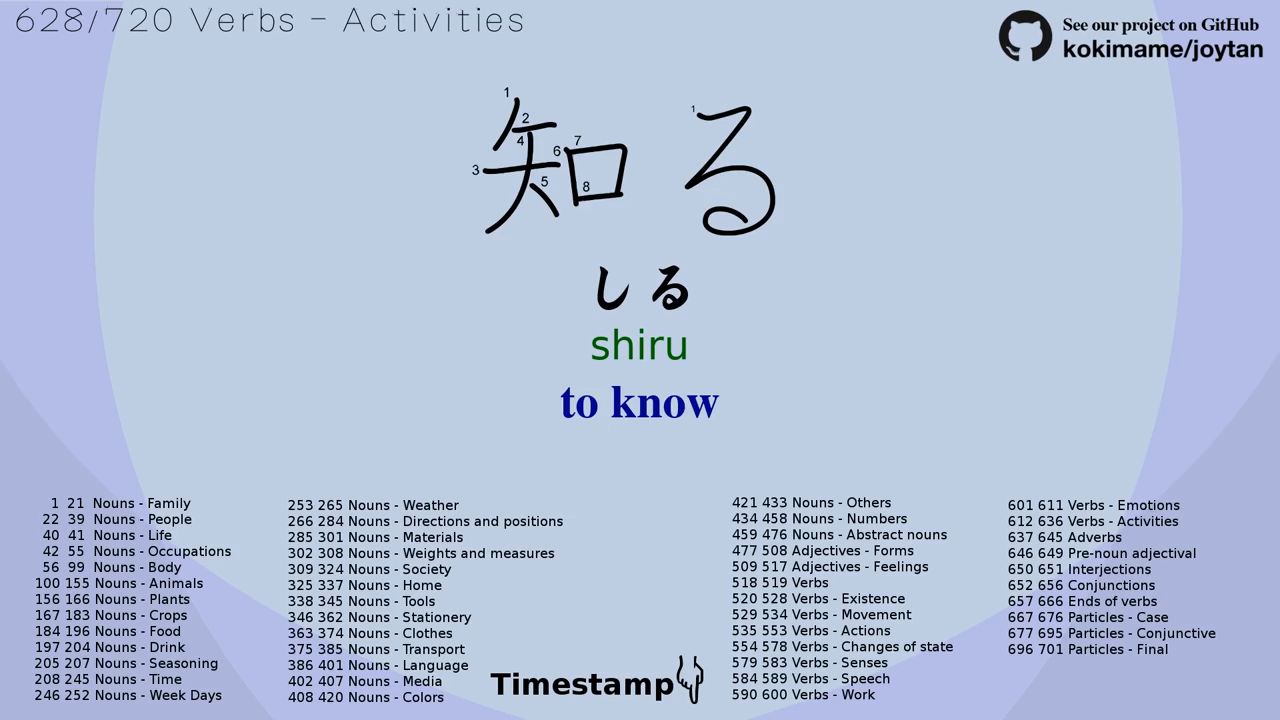 628/720 Verbs - Activities
See our project on GitHub
kokimame/joytan
知る
しる
shiru
to know
1 21 Nouns - Family
22 39 Nouns - People
40 41 Nouns - Life
42 55 Nouns - Occupations
56 99 Nouns - Body
100 155 Nouns - Animals
156 166 Nouns - Plants
167 183 Nouns - Crops
184 196 Nouns - Food
197 204 Nouns - Drink
205 207 Nouns - Seasoning
208 245 Nouns - Time
246 252 Nouns - Week Days
253 265 Nouns - Weather
266 284 Nouns - Directions and positions
285 301 Nouns - Materials
302 308 Nouns - Weights and measures
309 324 Nouns - Society
325 337 Nouns - Home
338 345 Nouns - Tools
346 362 Nouns - Stationery
363 374 Nouns - Clothes
375 385 Nouns - Transport
386 401 Nouns - Language
402 407 Nouns - Media
408 420 Nouns - Colors
Timestamp
421 433 Nouns - Others
434 458 Nouns - Numbers
459 476 Nouns - Abstract nouns
477 508 Adjectives - Forms
509 517 Adjectives - Feelings
518 519 Verbs
520 528 Verbs - Existence
529 534 Verbs - Movement
535 553 Verbs - Actions
554 578 Verbs - Changes of state
579 583 Verbs - Senses
584 589 Verbs - Speech
590 600 Verbs - Work
601 611 Verbs - Emotions
612 636 Verbs - Activities
637 645 Adverbs
646 649 Pre-noun adjectival
650 651 Interjections
652 656 Conjunctions
657 666 Ends of verbs
667 676 Particles - Case
677 695 Particles - Conjunctive
696 701 Particles - Final